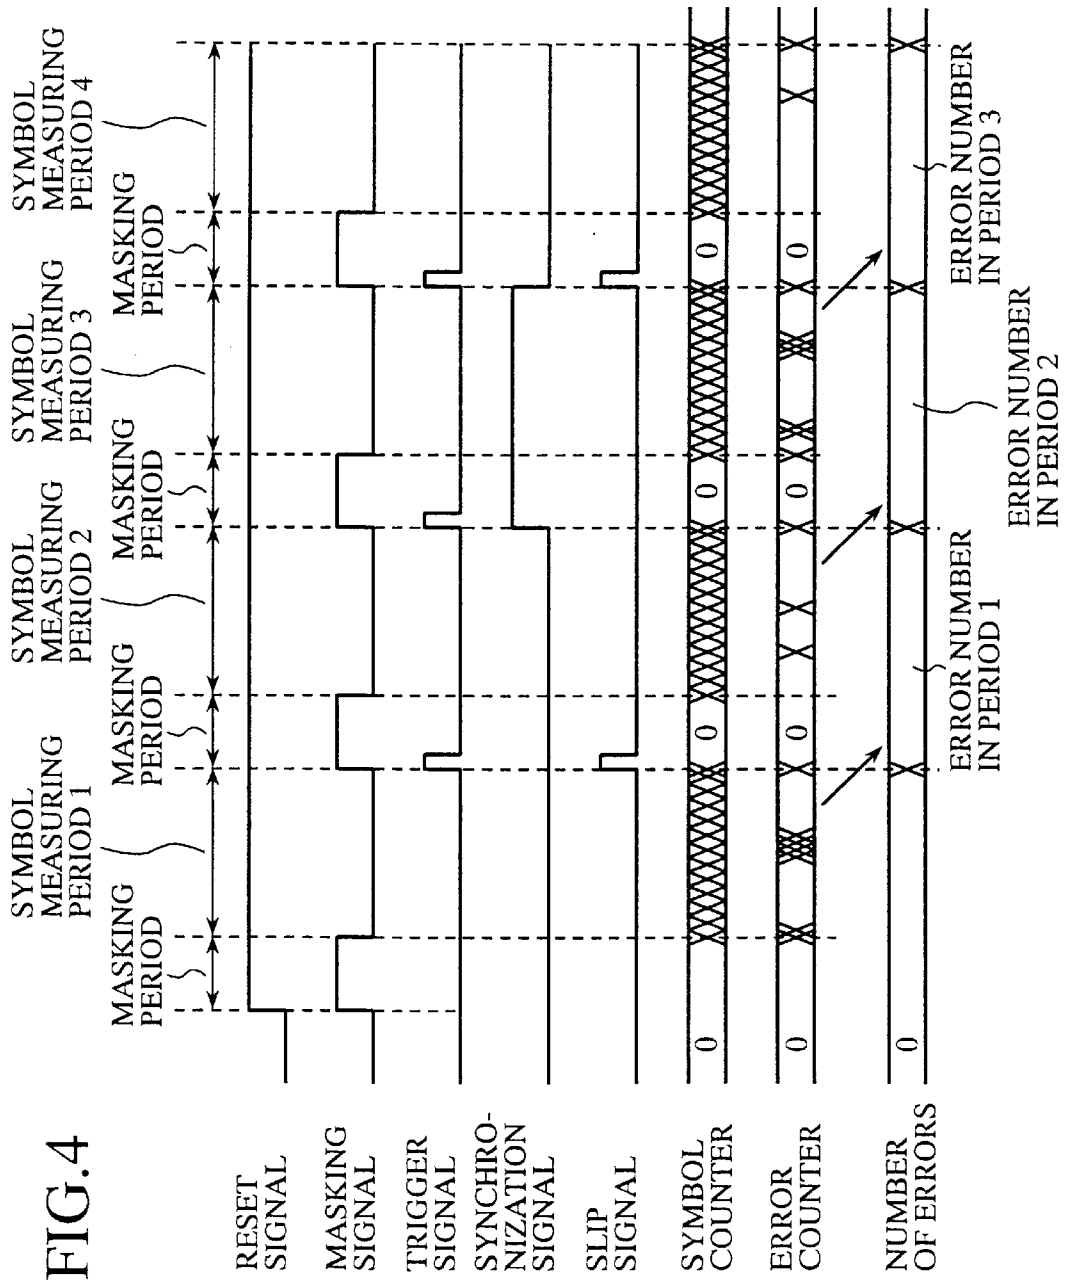 FIG.4
SYMBOL
MEASURING
PERIOD 1
SYMBOL
MEASURING
PERIOD 2
SYMBOL
MEASURING
PERIOD 3
SYMBOL
MEASURING
PERIOD 4
MASKING
PERIOD
MASKING
PERIOD
MASKING
PERIOD
MASKING
PERIOD
RESET
SIGNAL
MASKING
SIGNAL
TRIGGER
SIGNAL
SYNCHRO-
NIZATION
SIGNAL
SLIP
SIGNAL
SYMBOL
COUNTER
0
0
0
0
ERROR
COUNTER
0
0
0
0
NUMBER
OF ERRORS
0
ERROR NUMBER
IN PERIOD 1
ERROR NUMBER
IN PERIOD 2
ERROR NUMBER
IN PERIOD 3